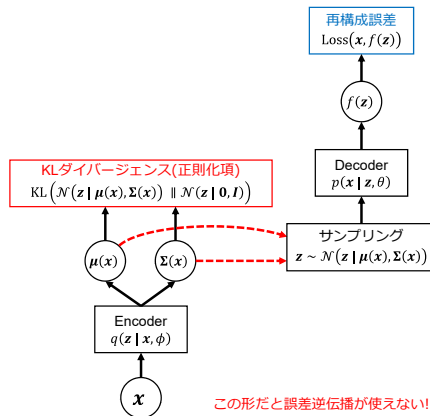 再構成誤差
Loss(x, f(z))
f(z)
KLダイバージェンス(正則化項)
KL (𝒩(z | μ(x), Σ(x)) ∥ 𝒩(z | 0, I))
Decoder
p(x | z, θ)
μ(x)
Σ(x)
サンプリング
z ~ 𝒩(z | μ(x), Σ(x))
Encoder
q(z | x, ϕ)
x
この形だと誤差逆伝播が使えない!